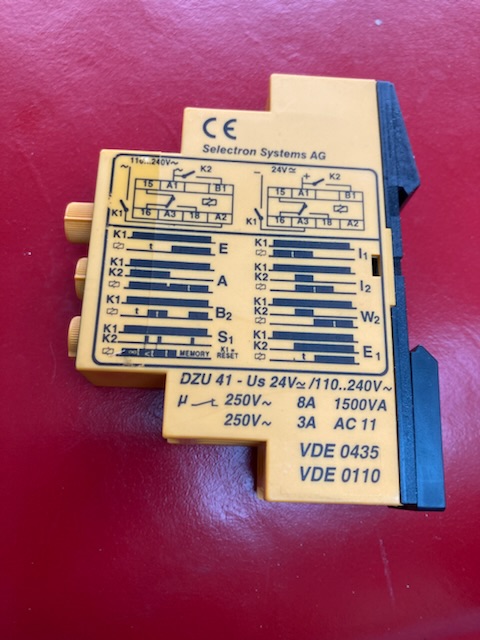 CE
Selectron Systems AG
110..240V~ K2
24V≃ K2
~
- +
15 A1 B1
15 A1 B1
K1 16 A3 18 A2
K1 16 A3 18 A2
K1 t E
K1 t I1
K1 K2 t A
K1 K2 t I2
K1 t B2
K1 K2 t W2
K1 K2 t MEMORY K1 = RESET S1
K1 K2 t E1
DZU 41 - Us 24V≃/110..240V~
µ 250V~ 8A 1500VA
250V~ 3A AC 11
VDE 0435
VDE 0110